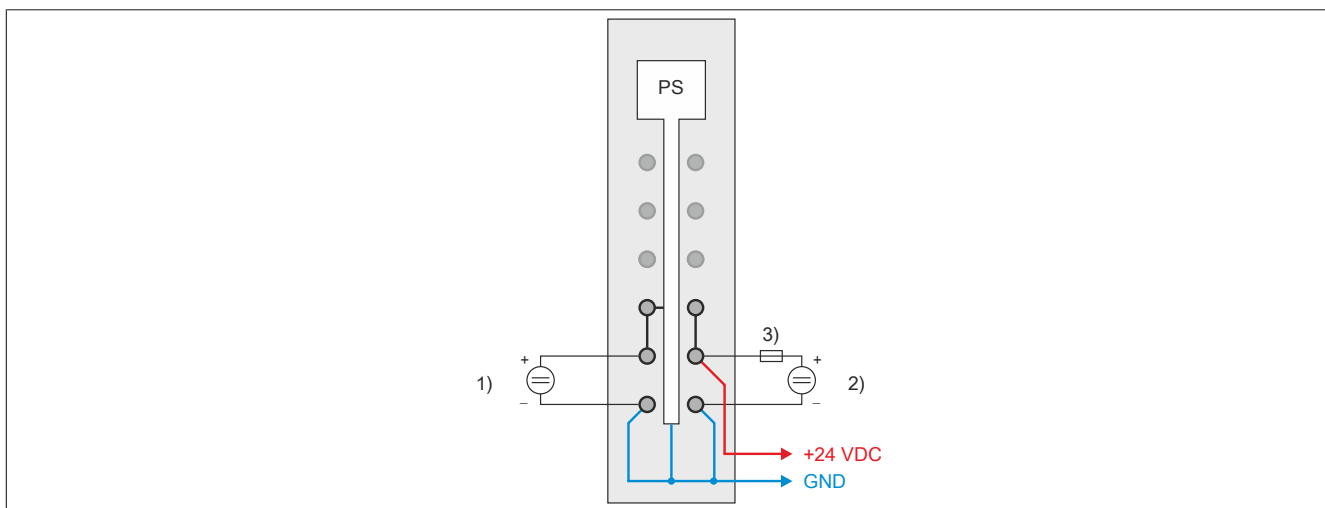 PS
3)
+ +
1) 2)
– –
+24 VDC
GND